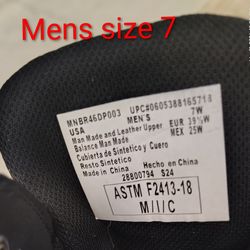 Mens size 7
MNBR46DP003 UPC#0605388165718
USA MEN'S 7W
Man Made and Leather Upper EUR 39½W
Balance Man Made MEX 25W
Cubierta de Sintetico y Cuero
Resto Sintetico
Made in China Hecho en China
28800794 S24
ASTM F2413-18
M/I/C